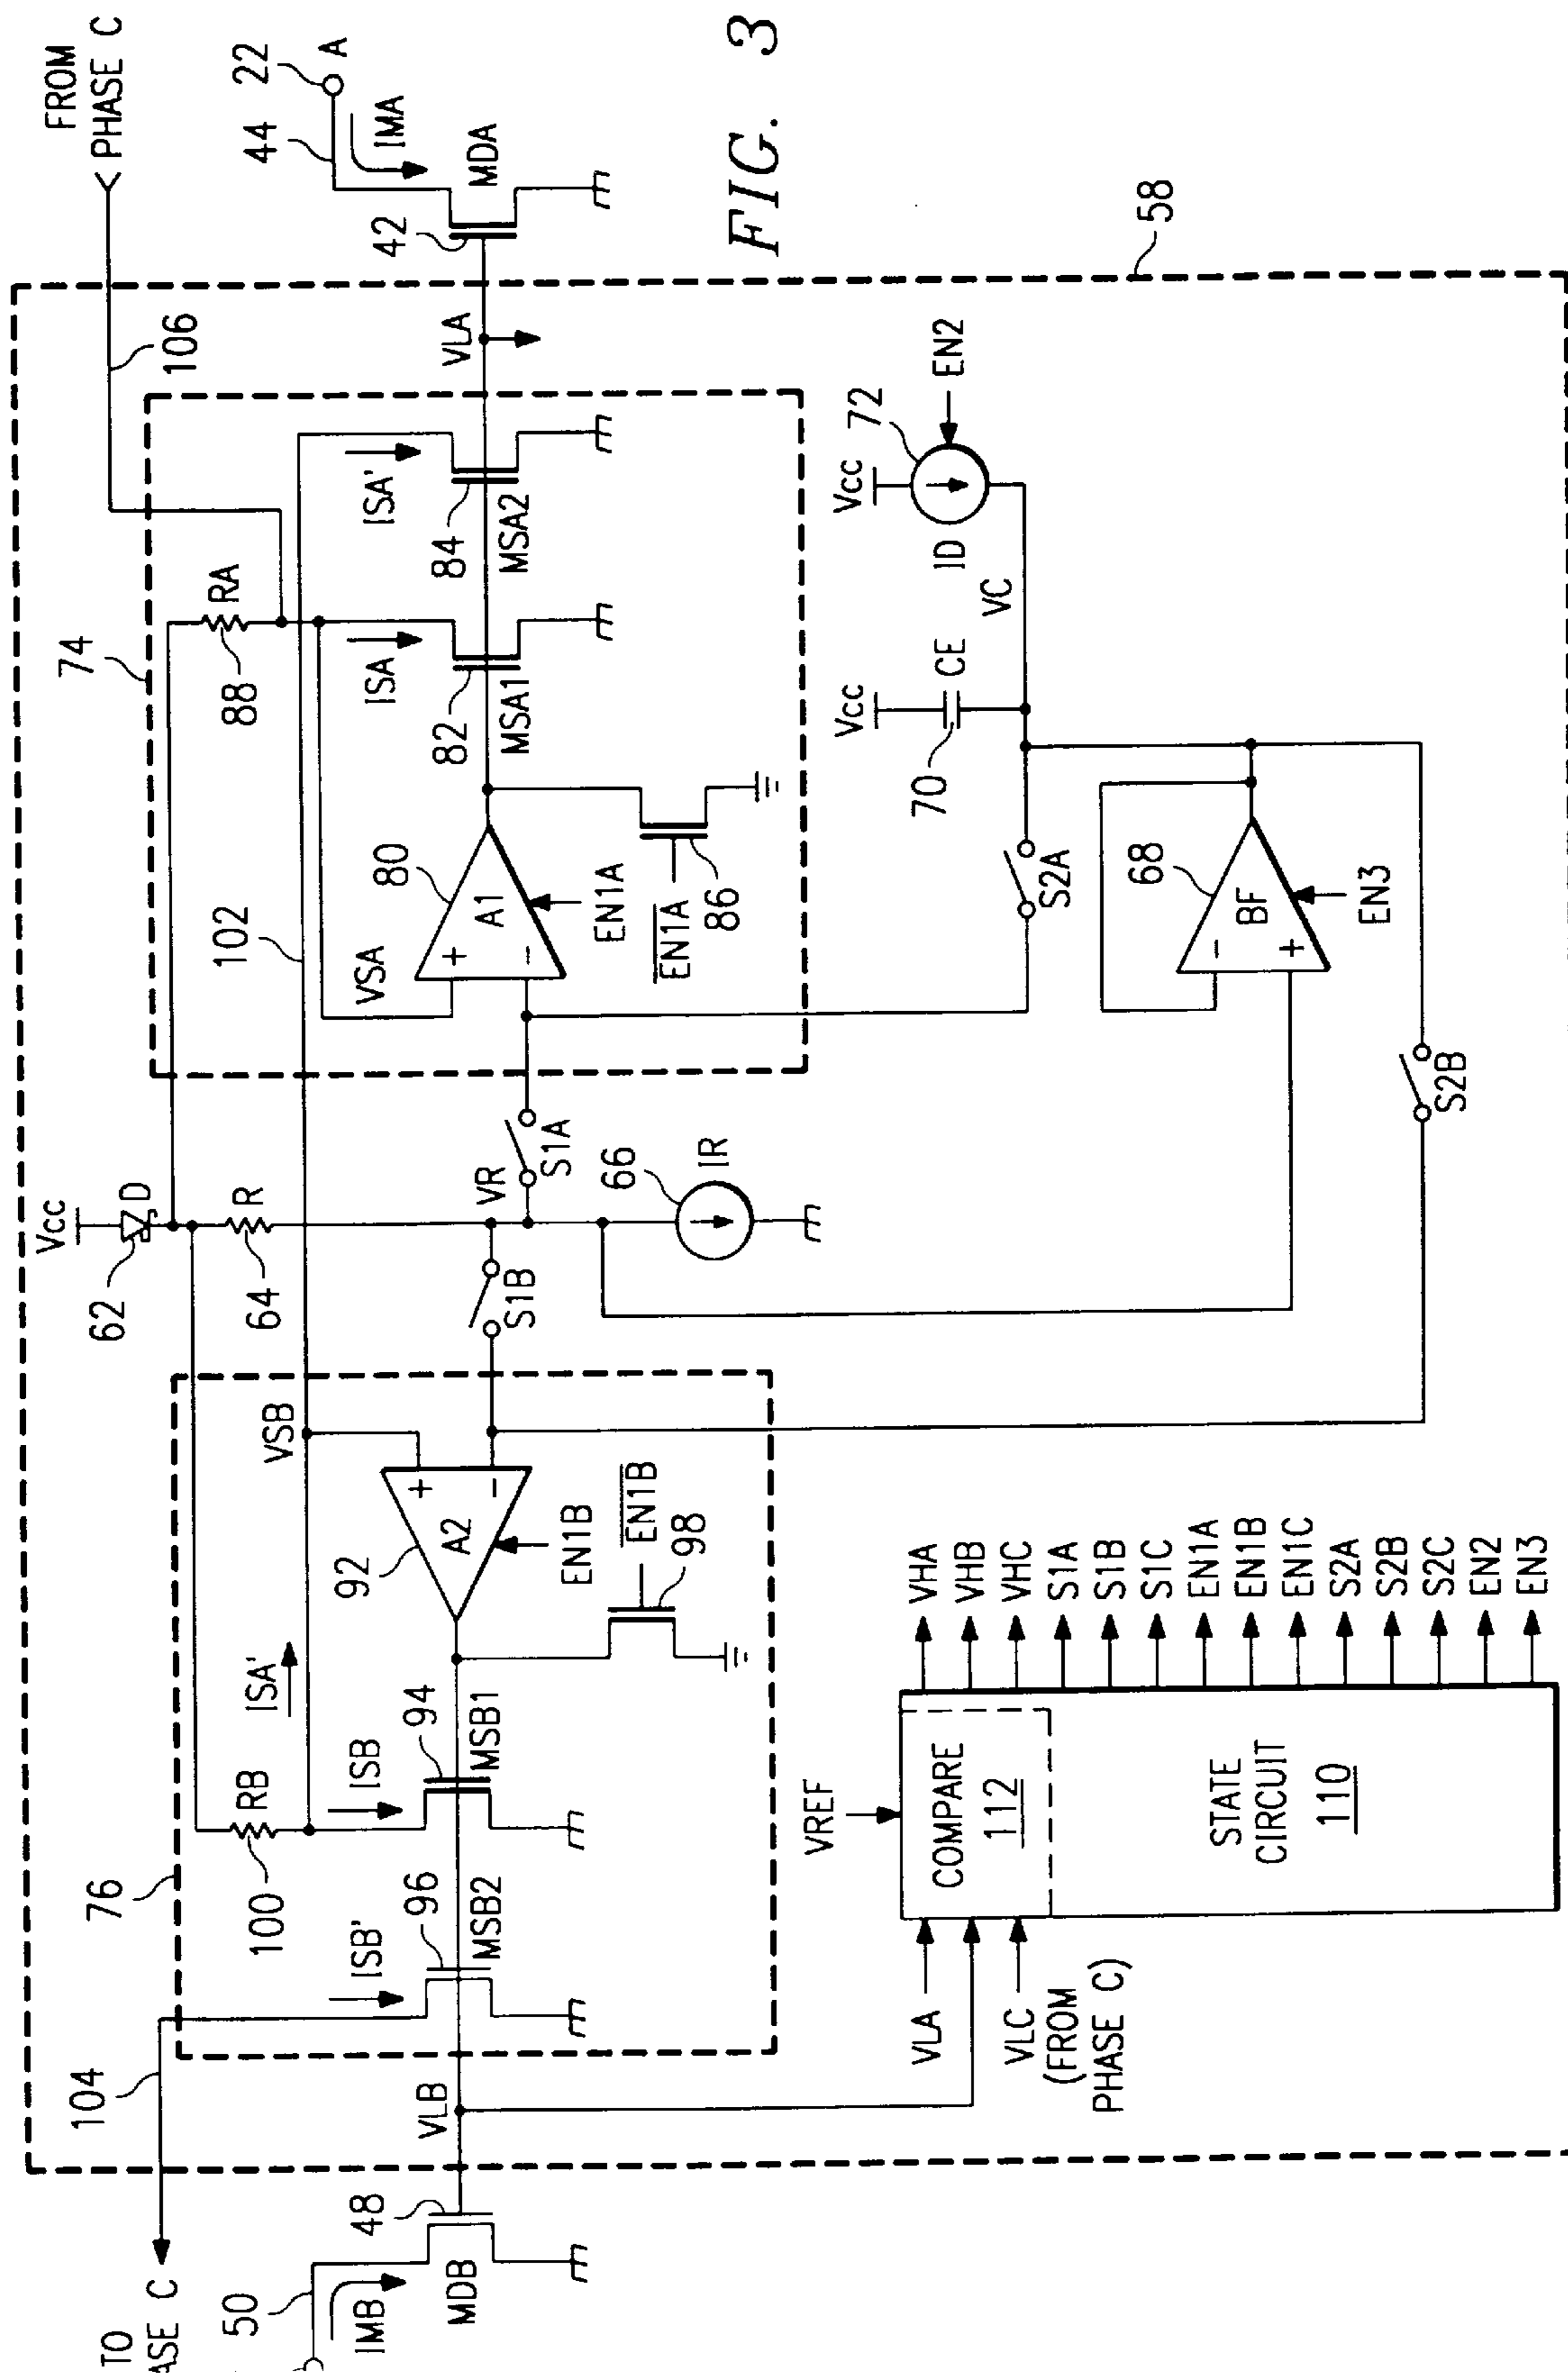 TO
ASE C
104
50
IMB
MDB
48
VLB
76
100
RB
ISA'
ISB'
ISB
96
MSB2
94
MSB1
VSB
92
A2
+
−
EN1B
EN1B
98
Vcc
62
D
64
R
102
S1B
VR
S1A
66
IR
74
88
RA
VSA
80
A1
+
−
EN1A
EN1A
86
ISA
82
MSA1
ISA'
84
MSA2
106
FROM
PHASE C
VLA
44
22
A
IMA
42
MDA
FIG. 3
58
VREF
VLA
VLC
(FROM
PHASE C)
COMPARE
112
STATE
CIRCUIT
110
VHA
VHB
VHC
S1A
S1B
S1C
EN1A
EN1B
EN1C
S2A
S2B
S2C
EN2
EN3
S2B
S2A
68
BF
−
+
EN3
Vcc
70
CE
VC
Vcc
72
ID
EN2